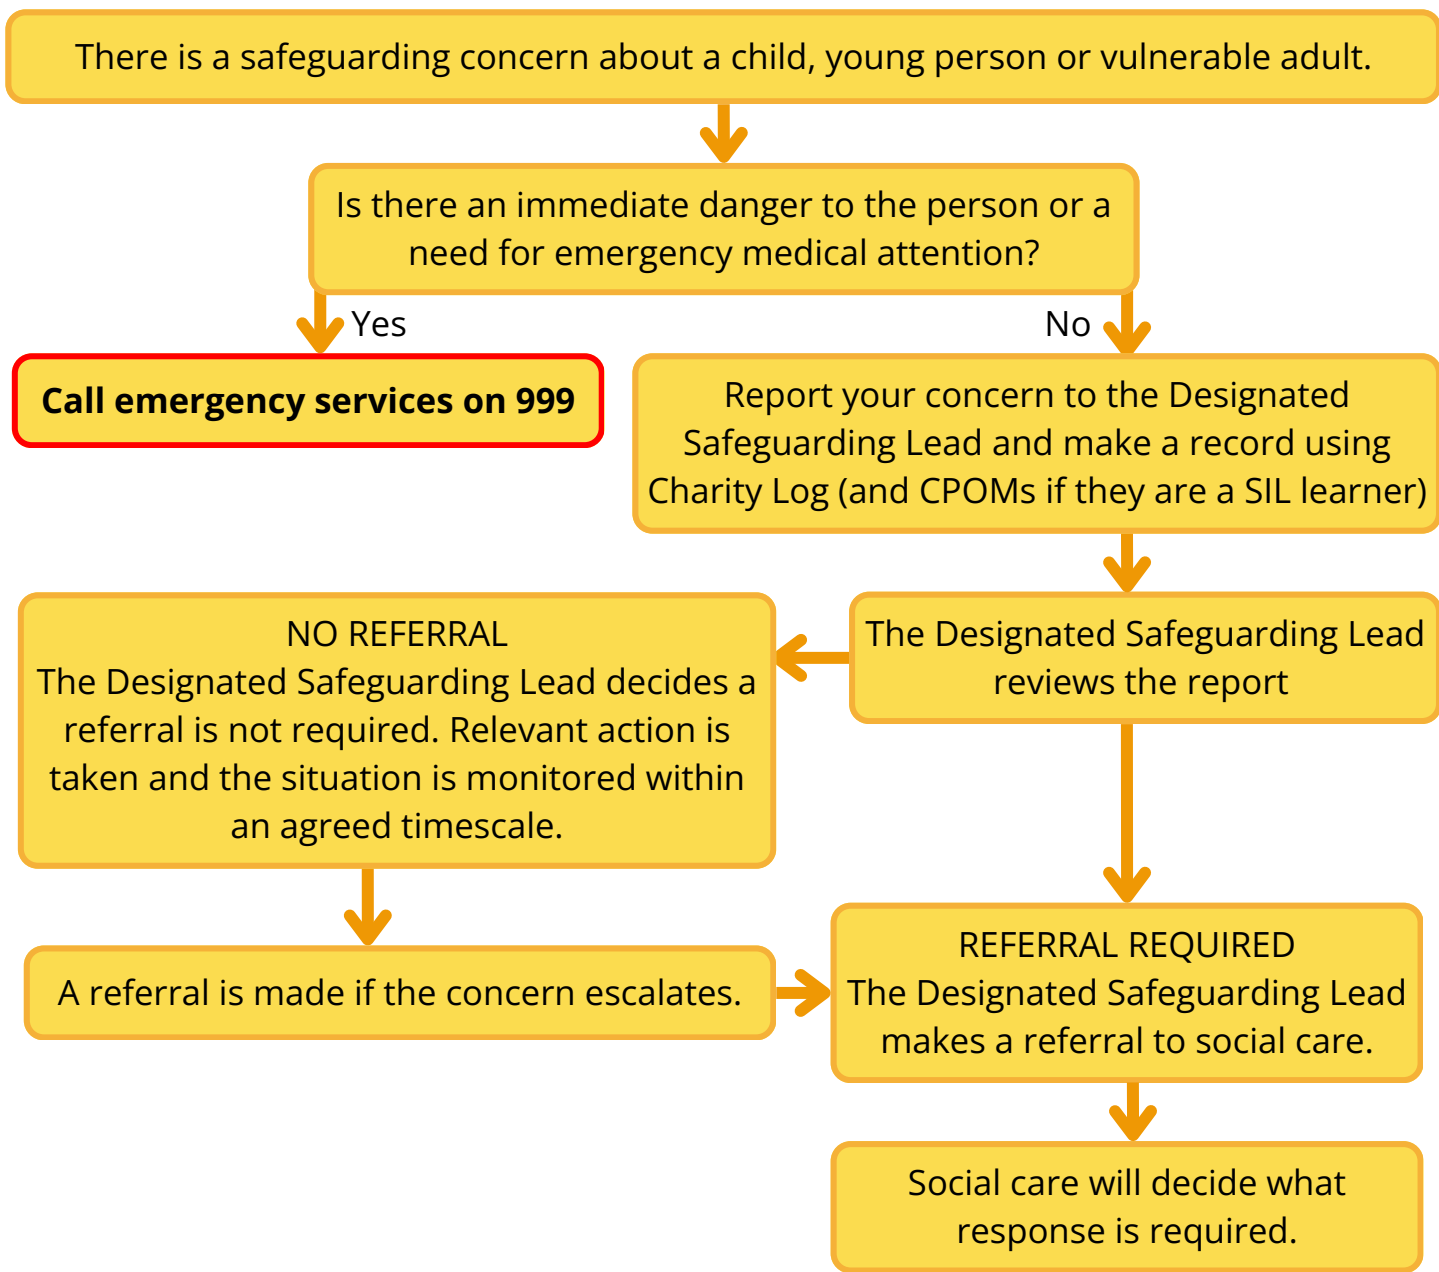 There is a safeguarding concern about a child, young person or vulnerable adult.
Is there an immediate danger to the person or a
need for emergency medical attention?
Yes
No
Call emergency services on 999
Report your concern to the Designated
Safeguarding Lead and make a record using
Charity Log (and CPOMs if they are a SIL learner)
The Designated Safeguarding Lead
reviews the report
NO REFERRAL
The Designated Safeguarding Lead decides a
referral is not required. Relevant action is
taken and the situation is monitored within
an agreed timescale.
A referral is made if the concern escalates.
REFERRAL REQUIRED
The Designated Safeguarding Lead
makes a referral to social care.
Social care will decide what
response is required.